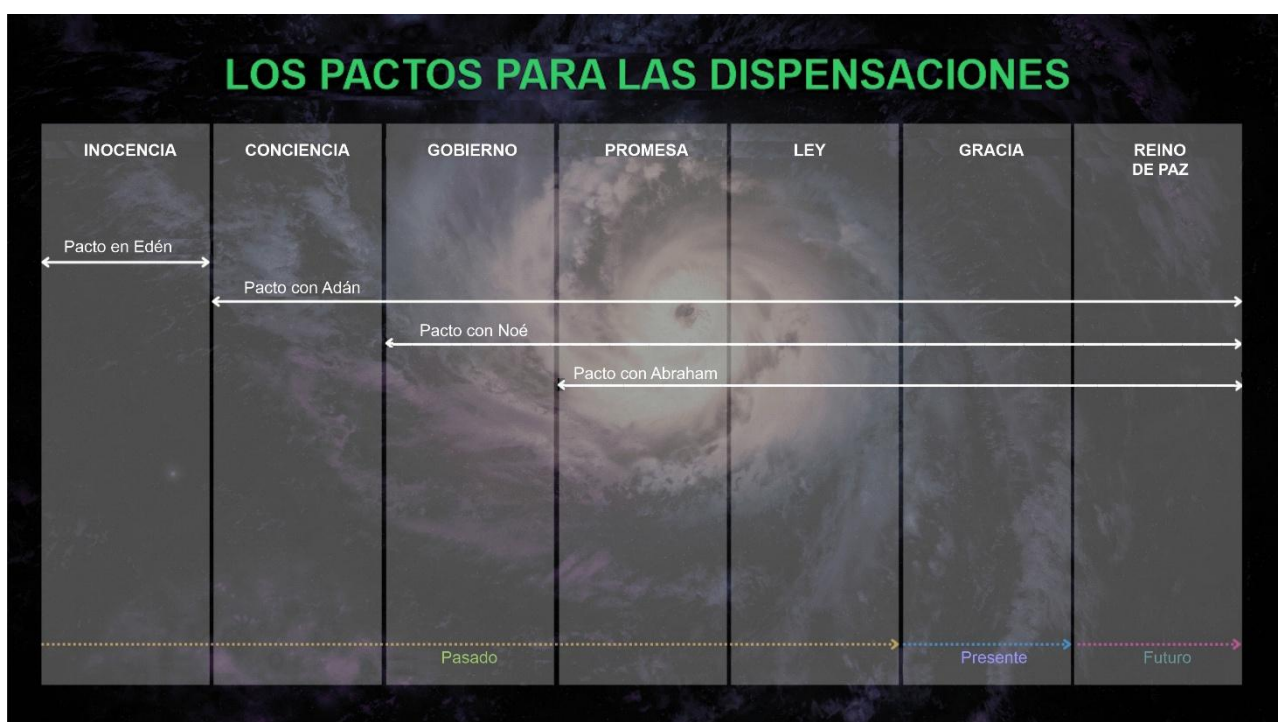 LOS PACTOS PARA LAS DISPENSACIONES
INOCENCIA
CONCIENCIA
GOBIERNO
PROMESA
LEY
GRACIA
REINO
DE PAZ
Pacto en Edén
Pacto con Adán
Pacto con Noé
Pacto con Abraham
Pasado
Presente
Futuro